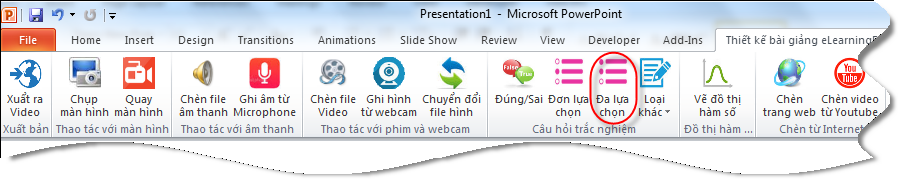 Presentation1 - Microsoft PowerPoint
File Home Insert Design Transitions Animations Slide Show Review View Developer Add-Ins Thiết kế bài giảng eLearning
Xuất ra Video
Chụp màn hình
Quay màn hình
Chèn file âm thanh
Ghi âm từ Microphone
Chèn file Video
Ghi hình từ webcam
Chuyển đổi file hình
False
True
Đúng/Sai
Đơn lựa chọn
Đa lựa chọn
Loại khác
Vẽ đồ thị hàm số
Chèn trang web
You
Tube
Chèn video từ Youtube
Xuất bản
Thao tác với màn hình
Thao tác với âm thanh
Thao tác với phim và webcam
Câu hỏi trắc nghiệm
Đồ thị hàm ...
Chèn từ Internet